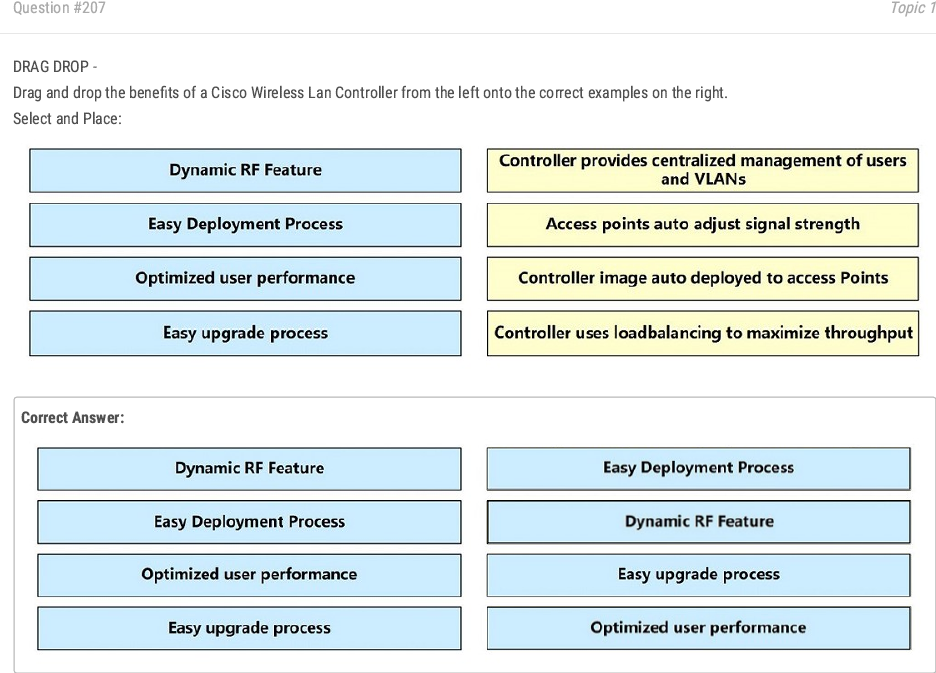 Question #207
Topic 1
DRAG DROP -
Drag and drop the benefits of a Cisco Wireless Lan Controller from the left onto the correct examples on the right.
Select and Place:
Dynamic RF Feature
Controller provides centralized management of users
and VLANs
Easy Deployment Process
Access points auto adjust signal strength
Optimized user performance
Controller image auto deployed to access Points
Easy upgrade process
Controller uses loadbalancing to maximize throughput
Correct Answer:
Dynamic RF Feature
Easy Deployment Process
Easy Deployment Process
Dynamic RF Feature
Optimized user performance
Easy upgrade process
Easy upgrade process
Optimized user performance